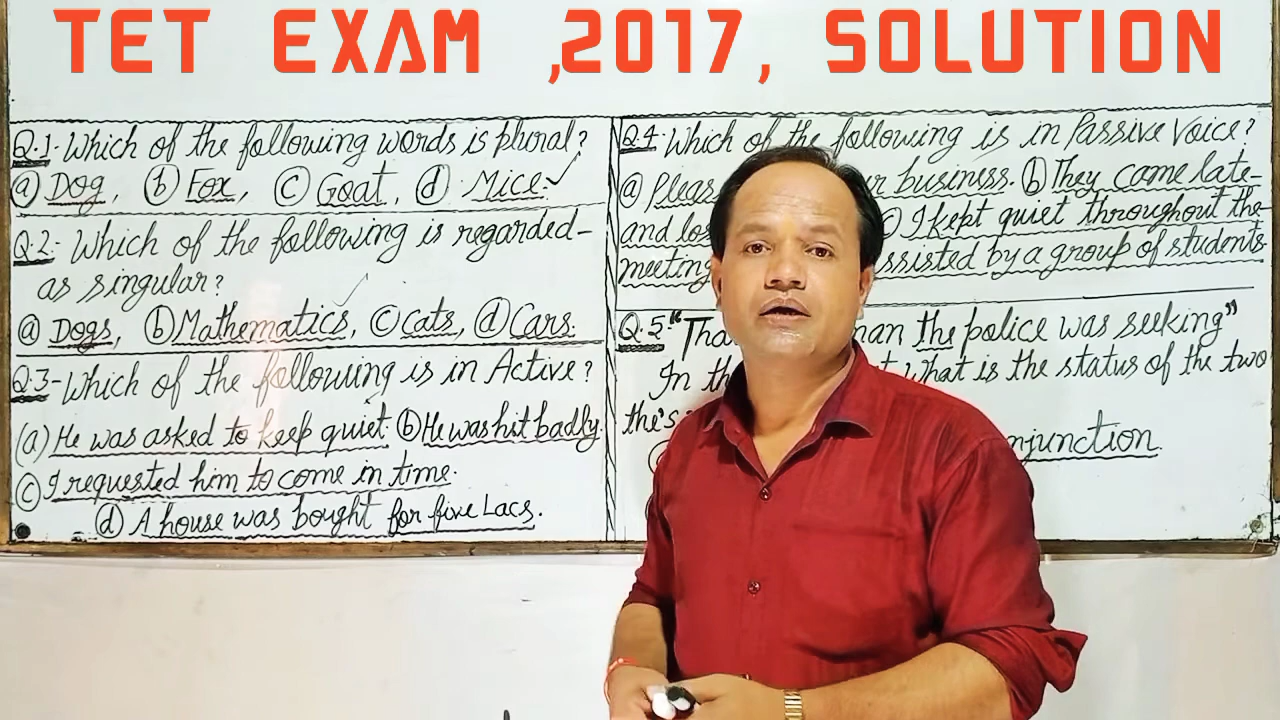 TET EXAM ,2017, SOLUTION
Q.1- Which of the following words is plural?
(a) Dog, (b) Fox, (c) Goat, (d) Mice.✓
Q.2:- Which of the following is regarded-
as singular?
(a) Dogs, (b) Mathematics, (c) Cats, (d) Cars.
Q.3- Which of the following is in Active?
(a) He was asked to keep quiet (b) He was hit badly.
(c) I requested him to come in time.
(d) A house was bought for five Lacs.
Q.4- Which of the following is in Passive Voice?
(a) business. (b) They came late-
and I kept quiet throughout the-
meeting by a group of students.
Q.5- " the police was seeking"
In what is the status of the two
the's